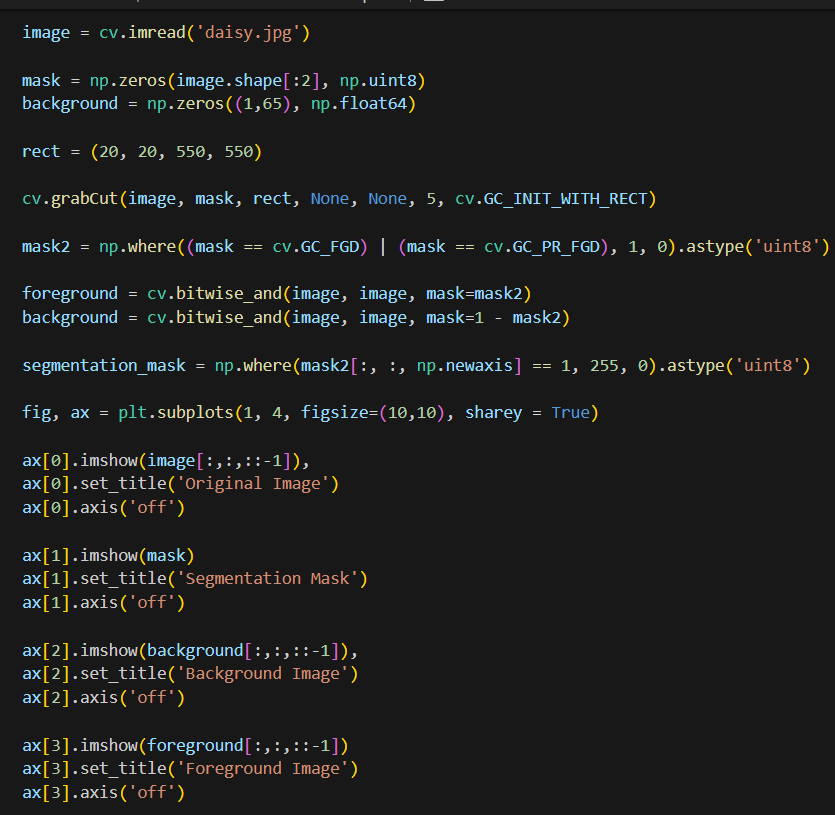 image = cv.imread('daisy.jpg')
mask = np.zeros(image.shape[:2], np.uint8)
background = np.zeros((1,65), np.float64)
rect = (20, 20, 550, 550)
cv.grabCut(image, mask, rect, None, None, 5, cv.GC_INIT_WITH_RECT)
mask2 = np.where((mask == cv.GC_FGD) | (mask == cv.GC_PR_FGD), 1, 0).astype('uint8')
foreground = cv.bitwise_and(image, image, mask=mask2)
background = cv.bitwise_and(image, image, mask=1 - mask2)
segmentation_mask = np.where(mask2[:, :, np.newaxis] == 1, 255, 0).astype('uint8')
fig, ax = plt.subplots(1, 4, figsize=(10,10), sharey = True)
ax[0].imshow(image[:,:,::-1]),
ax[0].set_title('Original Image')
ax[0].axis('off')
ax[1].imshow(mask)
ax[1].set_title('Segmentation Mask')
ax[1].axis('off')
ax[2].imshow(background[:,:,::-1]),
ax[2].set_title('Background Image')
ax[2].axis('off')
ax[3].imshow(foreground[:,:,::-1])
ax[3].set_title('Foreground Image')
ax[3].axis('off')